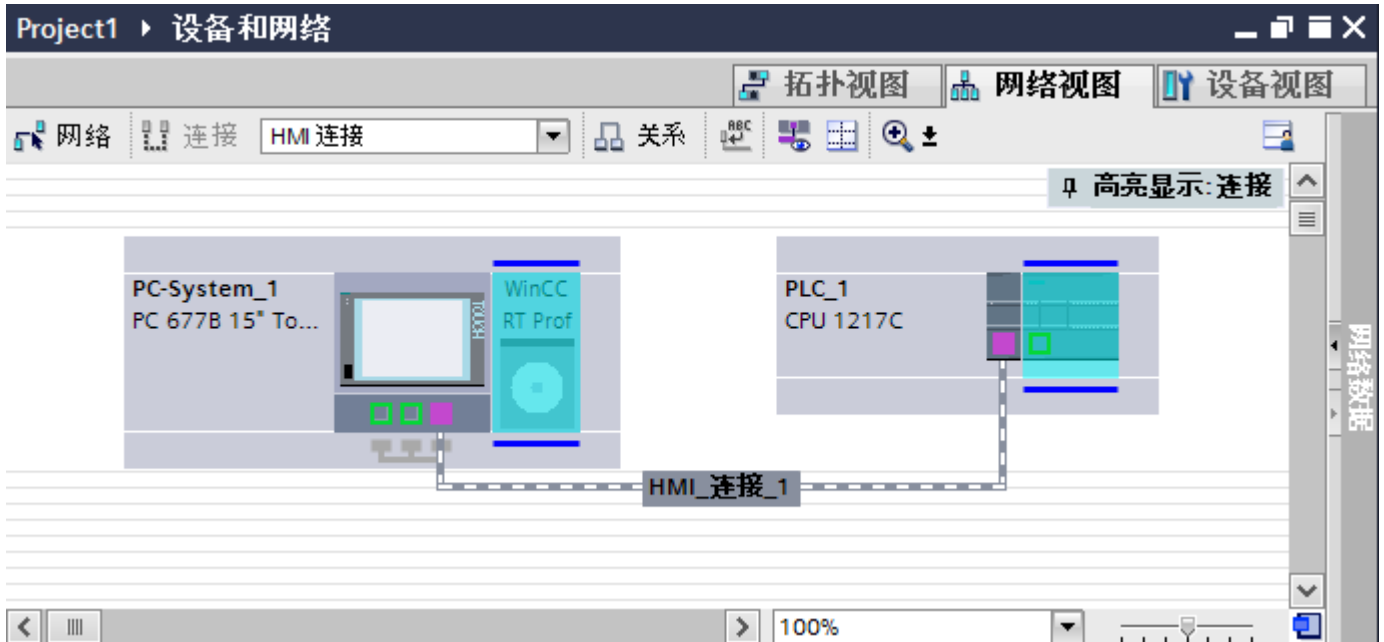 Project1 ▸ 设备和网络
拓扑视图 网络视图 设备视图
网络 连接 HMI 连接 关系
高亮显示:连接
PC-System_1
PC 677B 15" To...
TOUCH
WinCC
RT Prof
PLC_1
CPU 1217C
HMI_连接_1
网络数据
100%